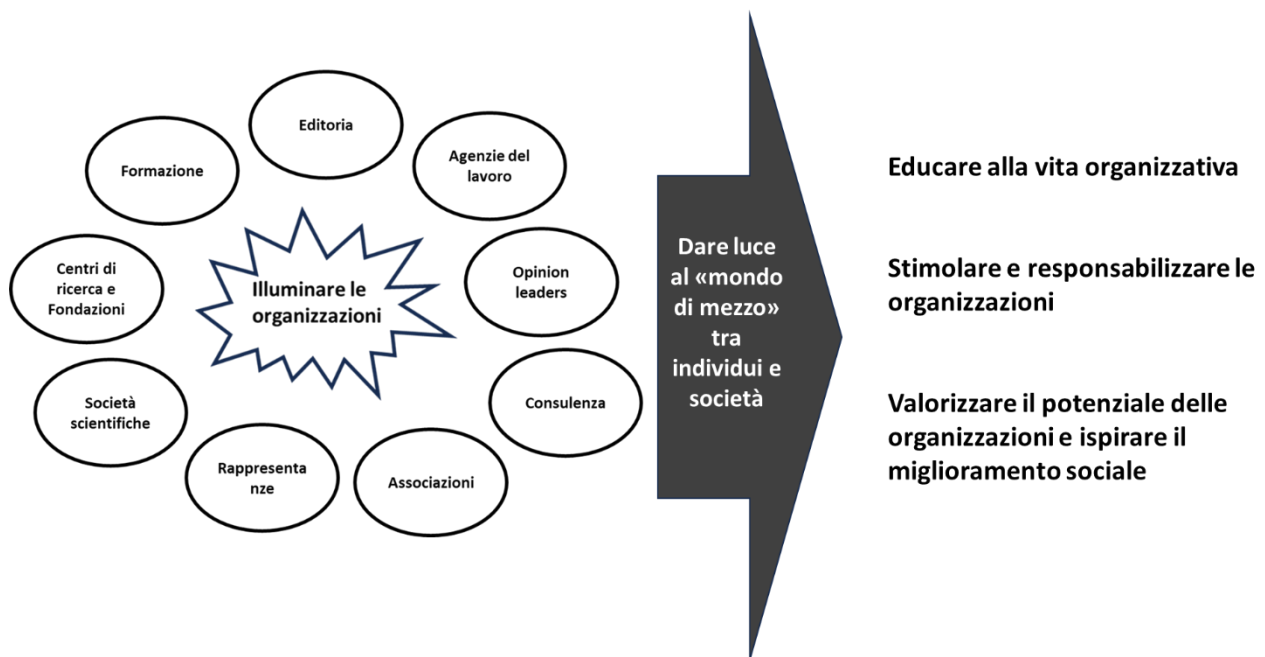 Editoria
Agenzie del
lavoro
Formazione
Opinion
leaders
Centri di
ricerca e
Fondazioni
Illuminare le
organizzazioni
Consulenza
Società
scientifiche
Rappresenta
nze
Associazioni
Dare luce
al «mondo
di mezzo»
tra
individui e
società
Educare alla vita organizzativa
Stimolare e responsabilizzare le
organizzazioni
Valorizzare il potenziale delle
organizzazioni e ispirare il
miglioramento sociale